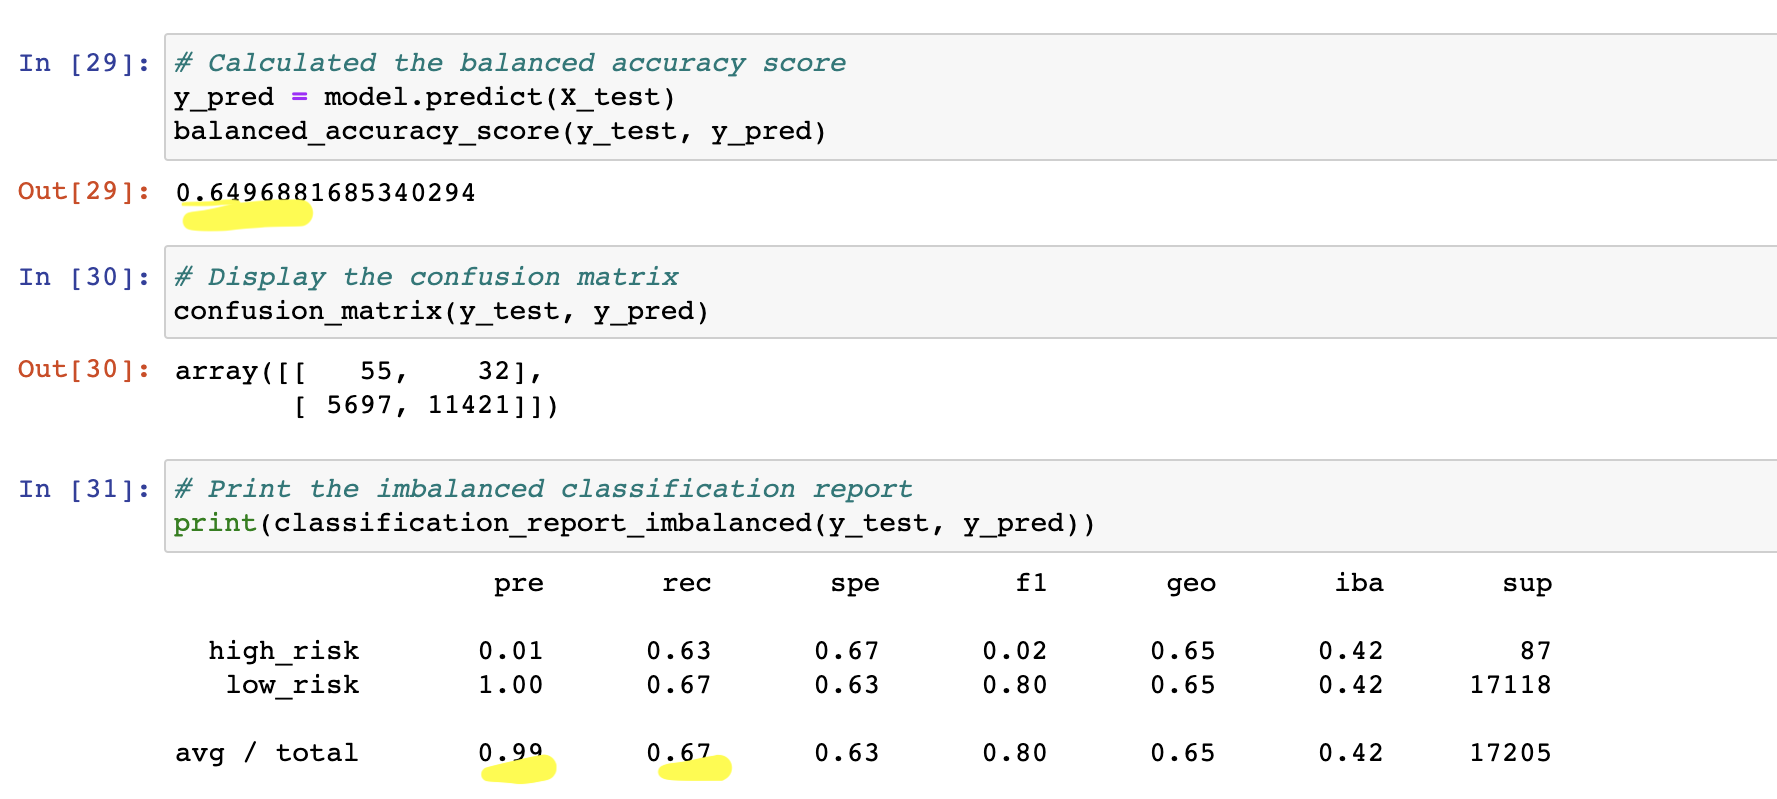 In [29]: # Calculated the balanced accuracy score
y_pred = model.predict(X_test)
balanced_accuracy_score(y_test, y_pred)
Out[29]: 0.6496881685340294
In [30]: # Display the confusion matrix
confusion_matrix(y_test, y_pred)
Out[30]: array([[   55,    32],
       [ 5697, 11421]])
In [31]: # Print the imbalanced classification report
print(classification_report_imbalanced(y_test, y_pred))
pre rec spe f1 geo iba sup
high_risk 0.01 0.63 0.67 0.02 0.65 0.42 87
low_risk 1.00 0.67 0.63 0.80 0.65 0.42 17118
avg / total 0.99 0.67 0.63 0.80 0.65 0.42 17205